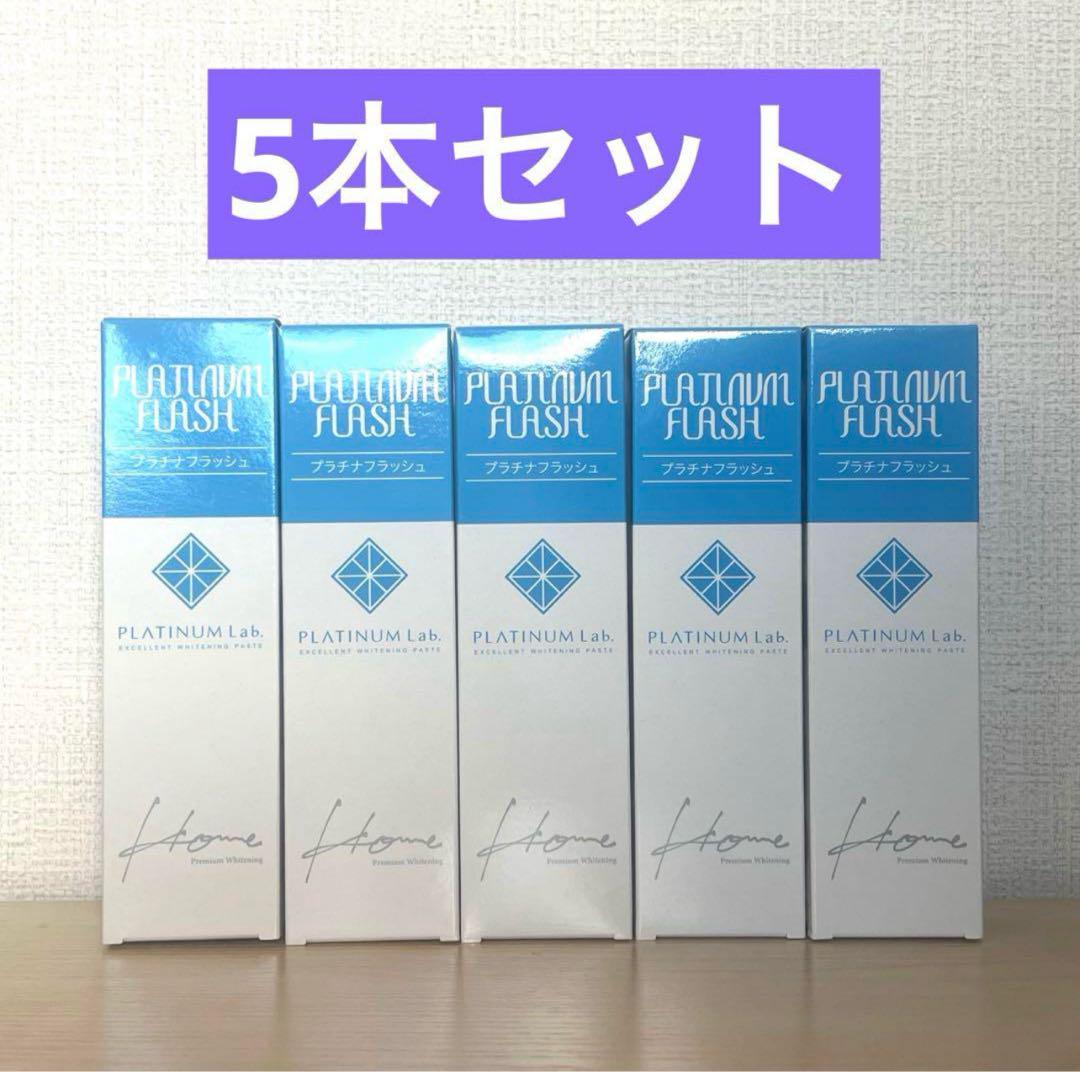 5本セット
PLATINUM
FLASH
プラチナフラッシュ
PLATINUM Lab.
EXCELLENT WHITENING PASTE
Home
Premium Whitening
PLATINUM
FLASH
プラチナフラッシュ
PLATINUM Lab.
EXCELLENT WHITENING PASTE
Home
Premium Whitening
PLATINUM
FLASH
プラチナフラッシュ
PLATINUM Lab.
EXCELLENT WHITENING PASTE
Home
Premium Whitening
PLATINUM
FLASH
プラチナフラッシュ
PLATINUM Lab.
EXCELLENT WHITENING PASTE
Home
Premium Whitening
PLATINUM
FLASH
プラチナフラッシュ
PLATINUM Lab.
EXCELLENT WHITENING PASTE
Home
Premium Whitening